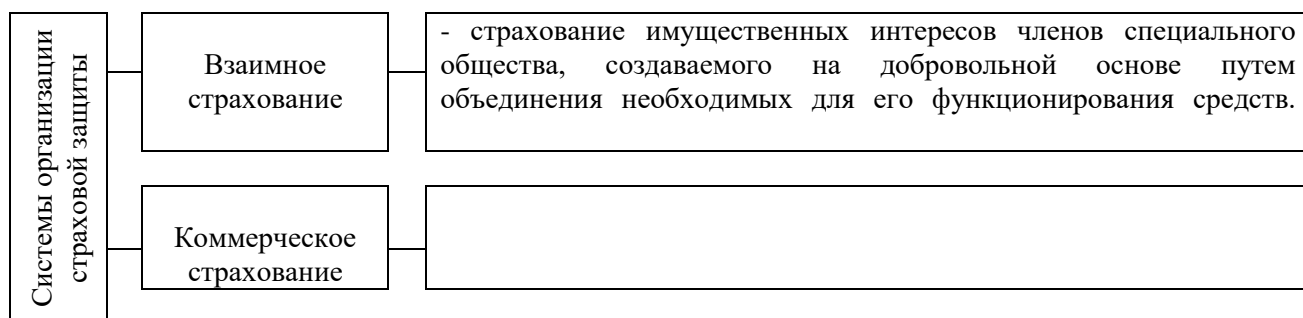 Системы организации
страховой защиты
Взаимное
страхование
- страхование имущественных интересов членов специального
общества, создаваемого на добровольной основе путем
объединения необходимых для его функционирования средств.
Коммерческое
страхование